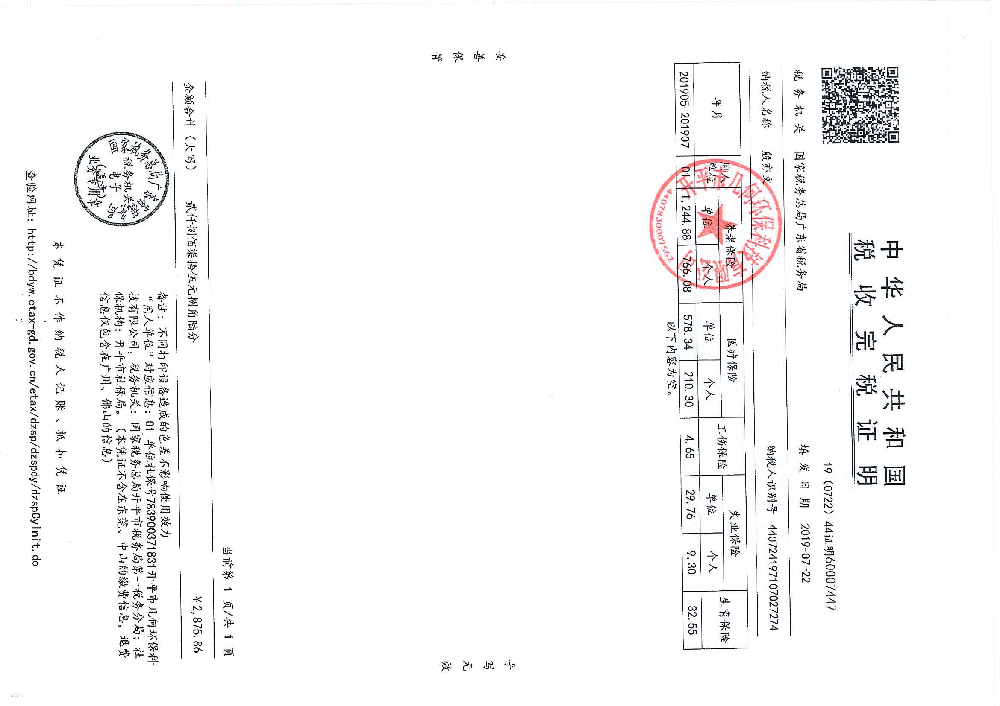 中华人民共和国
税收完税证明
19 (0722) 44证明60007447
税务机关 国家税务总局广东省税务局 填发日期 2019-07-22
纳税人名称 殷亦文 纳税人识别号 440724197107027274
年月 用人单位 养老保险 医疗保险 工伤保险 失业保险 生育保险
单位 个人 单位 个人 单位 个人
201905-201907 01 1,244.88 766.08 578.34 210.30 4.65 29.76 9.30 32.55
以下内容为空。
开平市几何环保科技有限公司
4407830007562
妥善保管
手写无效
当前第 1 页/共 1 页
金额合计（大写） 贰仟捌佰柒拾伍元捌角陆分 ￥2,875.86
备注：不同打印设备造成的色差不影响使用效力
“用人单位”对应信息：01 单位社保号783900371831开平市几何环保科
技有限公司，税务机关：国家税务总局开平市税务局第一税务分局；社
保机构：开平市社保局。（本凭证不含在东莞、中山的缴费信息，退费
信息仅包含在广州、佛山的信息）
国家税务总局广东省税务局
税务机关
电子
(盖章)
业务专用章
本凭证不作纳税人记账、抵扣凭证
查验网址：http://bdyw.etax-gd.gov.cn/etax/dzsp/dzspdy/dzspCyInit.do